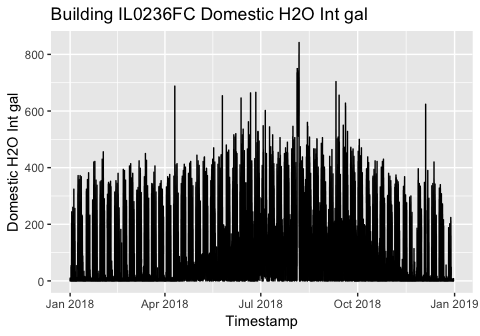 Building IL0236FC Domestic H2O Int gal
Domestic H2O Int gal
800
600
400
200
0
Jan 2018
Apr 2018
Jul 2018
Oct 2018
Jan 2019
Timestamp